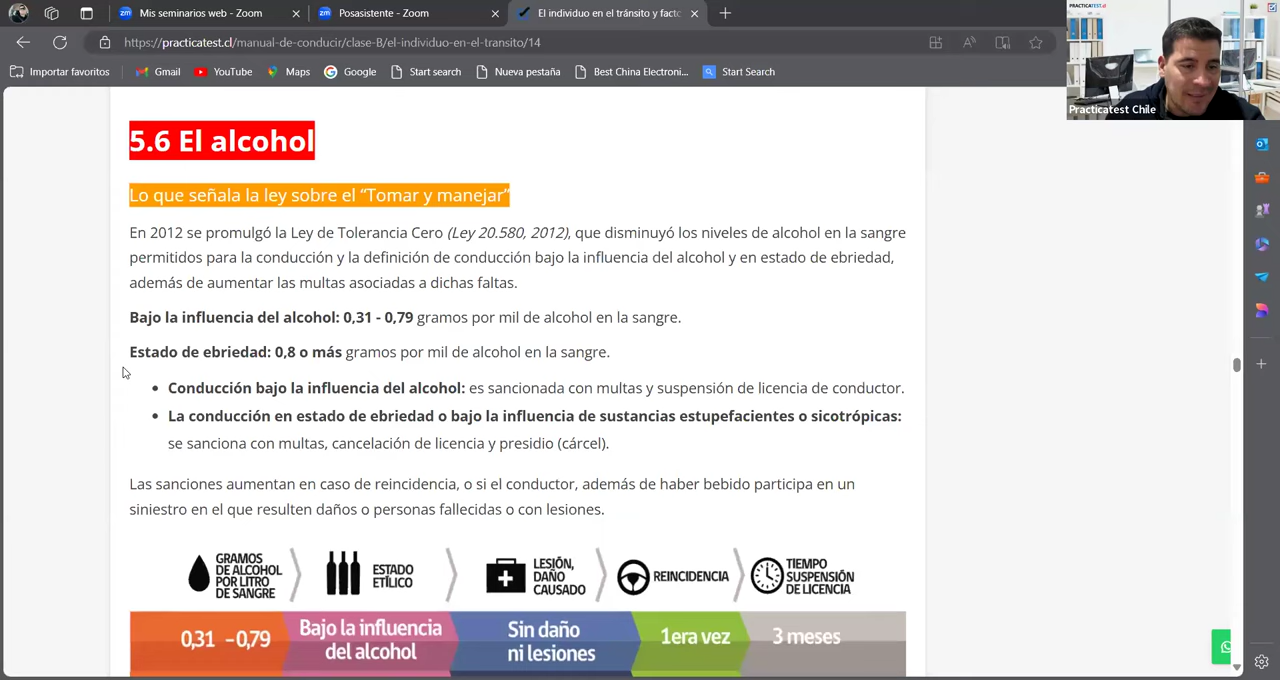 Mis seminarios web - Zoom
Posasistente - Zoom
El individuo en el tránsito y facto
https://practicatest.cl/manual-de-conducir/clase-B/el-individuo-en-el-transito/14
Importar favoritos
Gmail
YouTube
Maps
Google
Start search
Nueva pestaña
Best China Electroni...
Start Search
PRACTICATEST.cl
Practicatest Chile
5.6 El alcohol
Lo que señala la ley sobre el “Tomar y manejar”
En 2012 se promulgó la Ley de Tolerancia Cero (Ley 20.580, 2012), que disminuyó los niveles de alcohol en la sangre
permitidos para la conducción y la definición de conducción bajo la influencia del alcohol y en estado de ebriedad,
además de aumentar las multas asociadas a dichas faltas.
Bajo la influencia del alcohol: 0,31 - 0,79 gramos por mil de alcohol en la sangre.
Estado de ebriedad: 0,8 o más gramos por mil de alcohol en la sangre.
• Conducción bajo la influencia del alcohol: es sancionada con multas y suspensión de licencia de conductor.
• La conducción en estado de ebriedad o bajo la influencia de sustancias estupefacientes o sicotrópicas:
se sanciona con multas, cancelación de licencia y presidio (cárcel).
Las sanciones aumentan en caso de reincidencia, o si el conductor, además de haber bebido participa en un
siniestro en el que resulten daños o personas fallecidas o con lesiones.
GRAMOS
DE ALCOHOL
POR LITRO
DE SANGRE
ESTADO
ETÍLICO
LESIÓN,
DAÑO
CAUSADO
REINCIDENCIA
TIEMPO
SUSPENSIÓN
DE LICENCIA
0,31 - 0,79
Bajo la influencia
del alcohol
Sin daño
ni lesiones
1era vez
3 meses